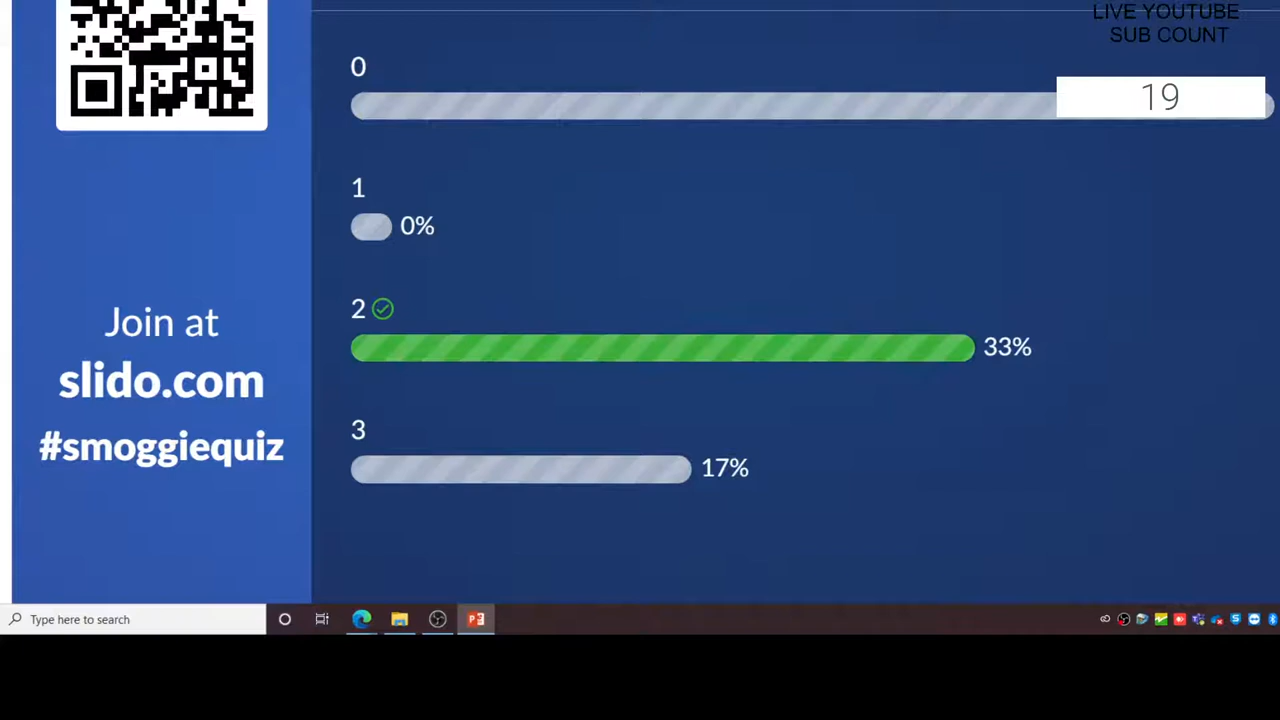 LIVE YOUTUBE
SUB COUNT
19
0
1
0%
2
33%
3
17%
Join at
slido.com
#smoggiequiz
Type here to search